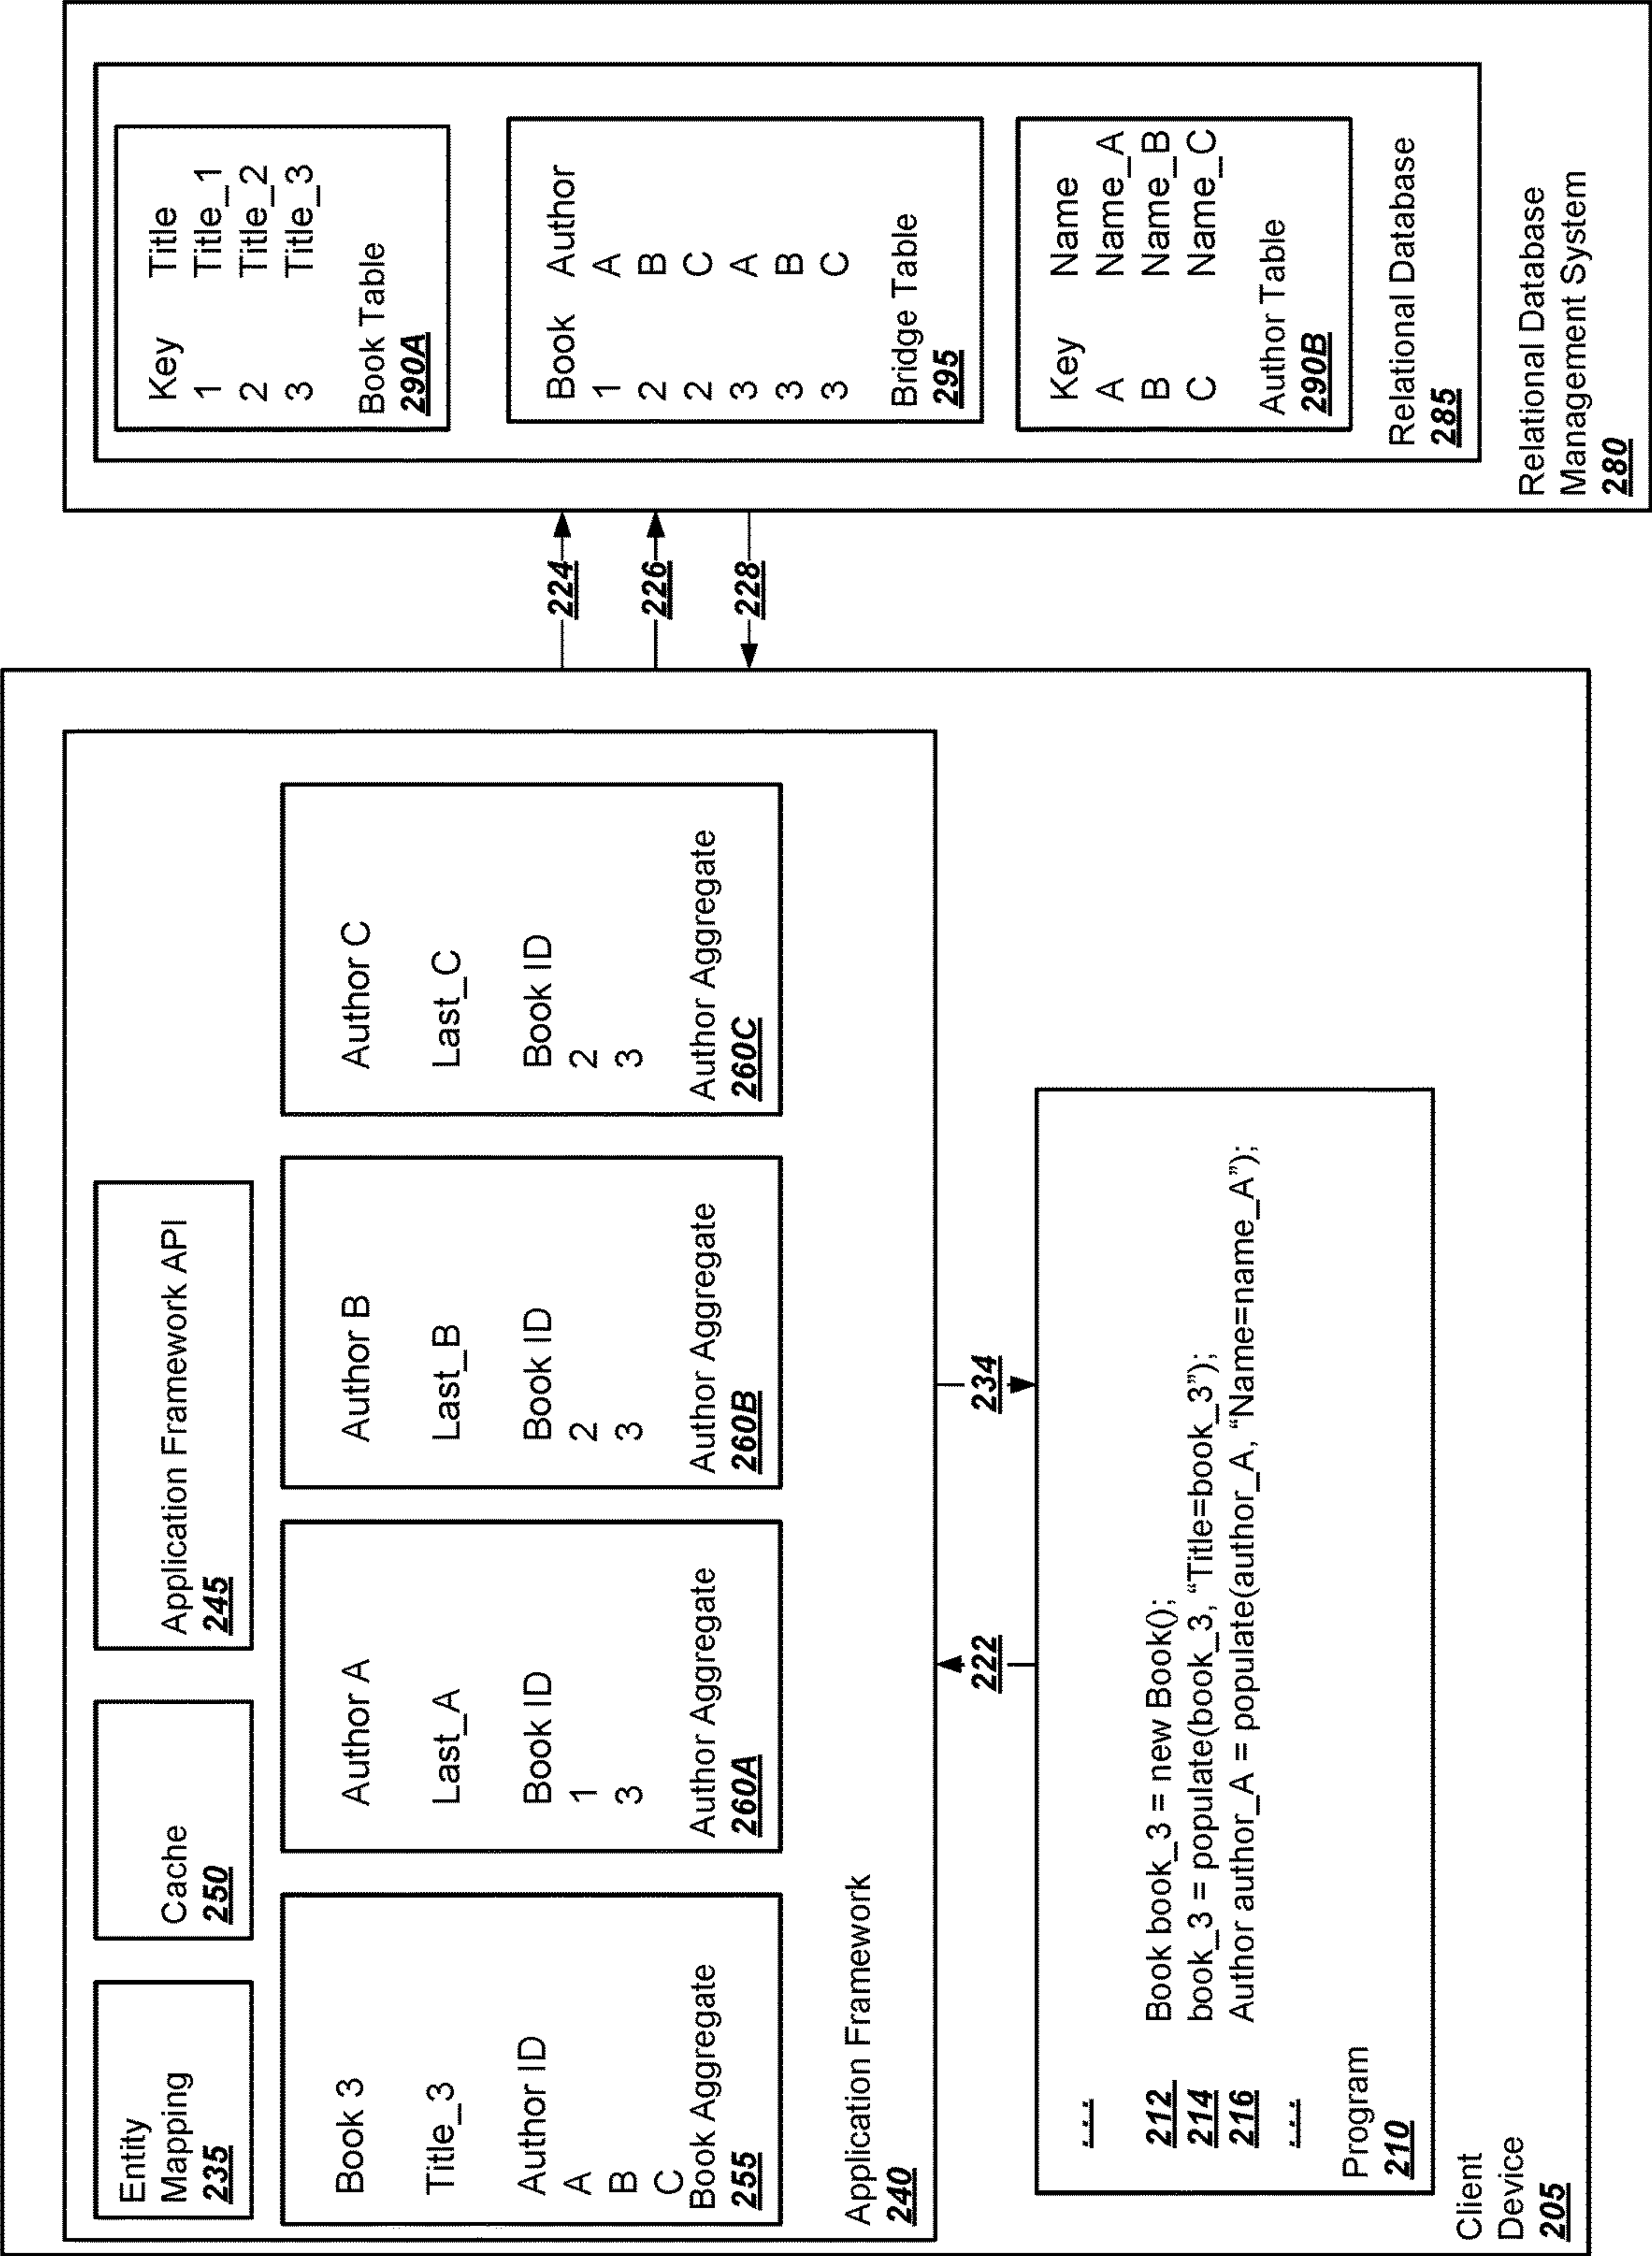 Entity
Mapping
235
Cache
250
Application Framework API
245
Book 3
Title_3
Author ID
A
B
C
Book Aggregate
255
Author A
Last_A
Book ID
1
3
Author Aggregate
260A
Author B
Last_B
Book ID
2
3
Author Aggregate
260B
Author C
Last_C
Book ID
2
3
Author Aggregate
260C
Application Framework
240
222
234
...
212 Book book_3 = new Book();
214 book_3 = populate(book_3, “Title=book_3”);
216 Author author_A = populate(author_A, “Name=name_A”);
...
Program
210
Client
Device
205
224
226
228
Key Title
1 Title_1
2 Title_2
3 Title_3
Book Table
290A
Book Author
1 A
2 B
2 C
3 A
3 B
3 C
Bridge Table
295
Key Name
A Name_A
B Name_B
C Name_C
Author Table
290B
Relational Database
285
Relational Database
Management System
280